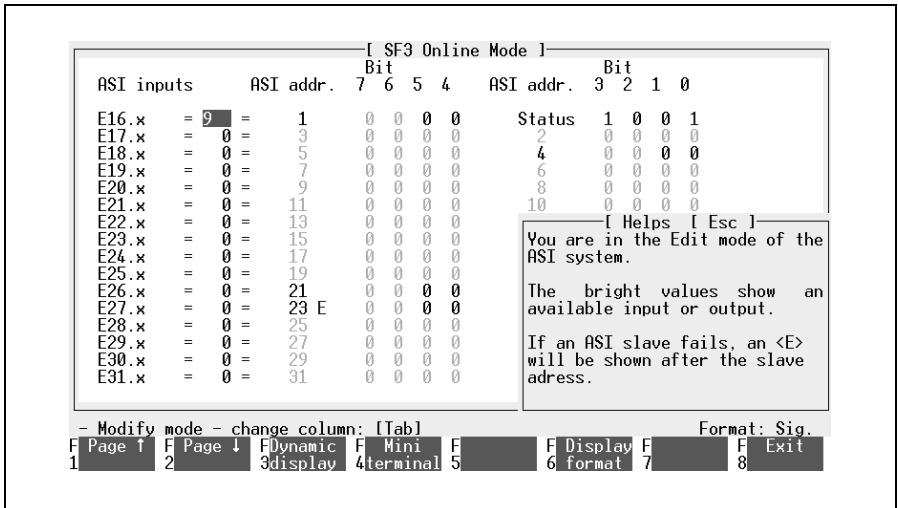 [ SF3 Online Mode ]
Bit Bit
ASI inputs ASI addr. 7 6 5 4 ASI addr. 3 2 1 0
E16.x = 9 = 1 0 0 0 0 Status 1 0 0 1
E17.x = 0 = 3 0 0 0 0 2 0 0 0 0
E18.x = 0 = 5 0 0 0 0 4 0 0 0 0
E19.x = 0 = 7 0 0 0 0 6 0 0 0 0
E20.x = 0 = 9 0 0 0 0 8 0 0 0 0
E21.x = 0 = 11 0 0 0 0 10 0 0 0 0
E22.x = 0 = 13 0 0 0 0
E23.x = 0 = 15 0 0 0 0
E24.x = 0 = 17 0 0 0 0
E25.x = 0 = 19 0 0 0 0
E26.x = 0 = 21 0 0 0 0
E27.x = 0 = 23 E 0 0 0 0
E28.x = 0 = 25 0 0 0 0
E29.x = 0 = 27 0 0 0 0
E30.x = 0 = 29 0 0 0 0
E31.x = 0 = 31 0 0 0 0
[ Helps [ Esc ]
You are in the Edit mode of the
ASI system.
The bright values show an
available input or output.
If an ASI slave fails, an <E>
will be shown after the slave
adress.
- Modify mode - change column: [Tab] Format: Sig.
F1 Page ↑ F2 Page ↓ F3 Dynamic display F4 Mini terminal F5 F6 Display format F7 F8 Exit